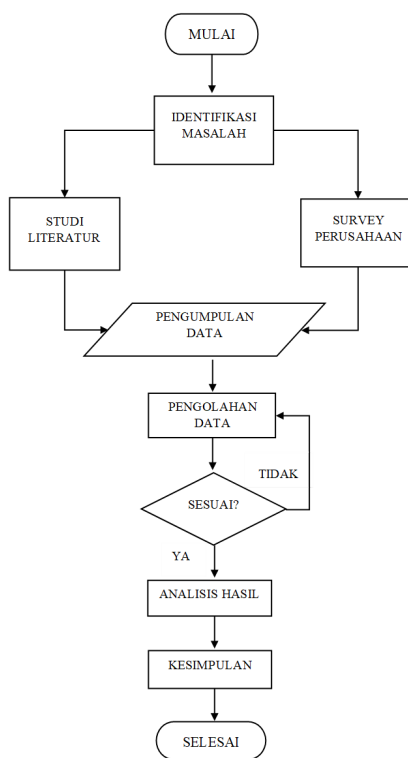 MULAI
IDENTIFIKASI
MASALAH
STUDI
LITERATUR
SURVEY
PERUSAHAAN
PENGUMPULAN
DATA
PENGOLAHAN
DATA
TIDAK
SESUAI?
YA
ANALISIS HASIL
KESIMPULAN
SELESAI